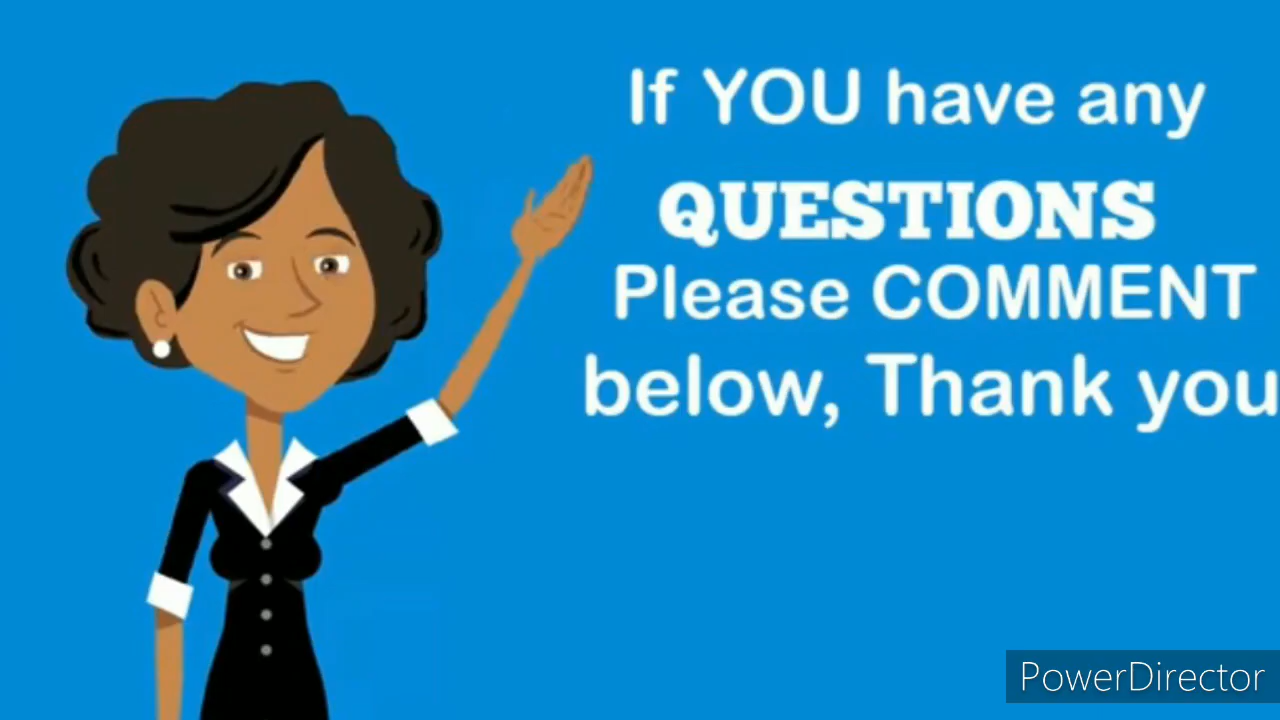 If YOU have any
QUESTIONS
Please COMMENT
below, Thank you
PowerDirector